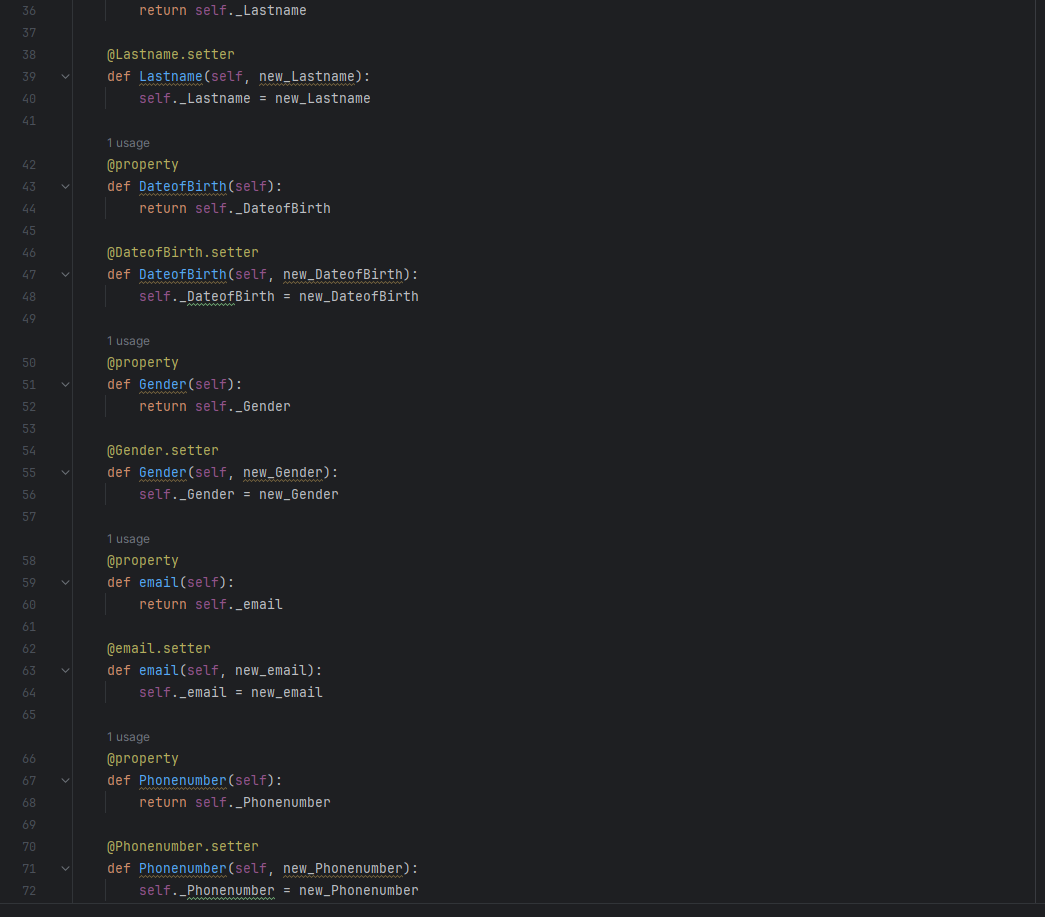 36 return self._Lastname
37
38 @Lastname.setter
39 def Lastname(self, new_Lastname):
40 self._Lastname = new_Lastname
41
1 usage
42 @property
43 def DateofBirth(self):
44 return self._DateofBirth
45
46 @DateofBirth.setter
47 def DateofBirth(self, new_DateofBirth):
48 self._DateofBirth = new_DateofBirth
49
1 usage
50 @property
51 def Gender(self):
52 return self._Gender
53
54 @Gender.setter
55 def Gender(self, new_Gender):
56 self._Gender = new_Gender
57
1 usage
58 @property
59 def email(self):
60 return self._email
61
62 @email.setter
63 def email(self, new_email):
64 self._email = new_email
65
1 usage
66 @property
67 def Phonenumber(self):
68 return self._Phonenumber
69
70 @Phonenumber.setter
71 def Phonenumber(self, new_Phonenumber):
72 self._Phonenumber = new_Phonenumber